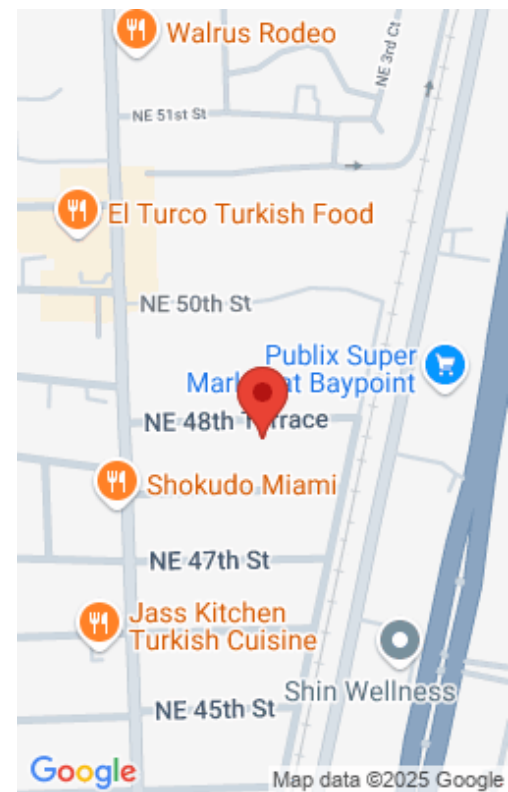 Walrus Rodeo
NE 3rd Ct
NE 51st St
El Turco Turkish Food
NE 50th St
Publix Super
Market at Baypoint
NE 48th Terrace
Shokudo Miami
NE 47th St
Jass Kitchen
Turkish Cuisine
Shin Wellness
NE 45th St
Google
Map data ©2025 Google